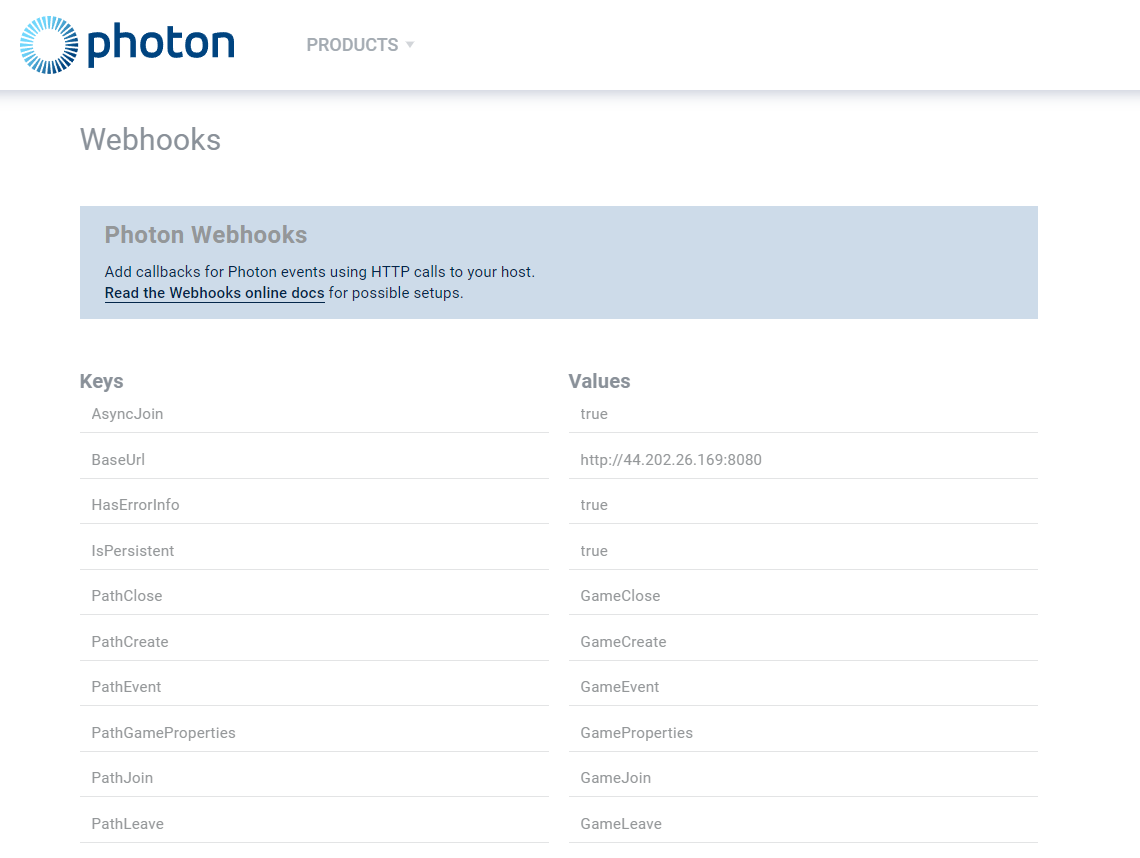 photon
PRODUCTS
Webhooks
Photon Webhooks
Add callbacks for Photon events using HTTP calls to your host.
Read the Webhooks online docs for possible setups.
Keys Values
AsyncJoin true
BaseUrl http://44.202.26.169:8080
HasErrorInfo true
IsPersistent true
PathClose GameClose
PathCreate GameCreate
PathEvent GameEvent
PathGameProperties GameProperties
PathJoin GameJoin
PathLeave GameLeave